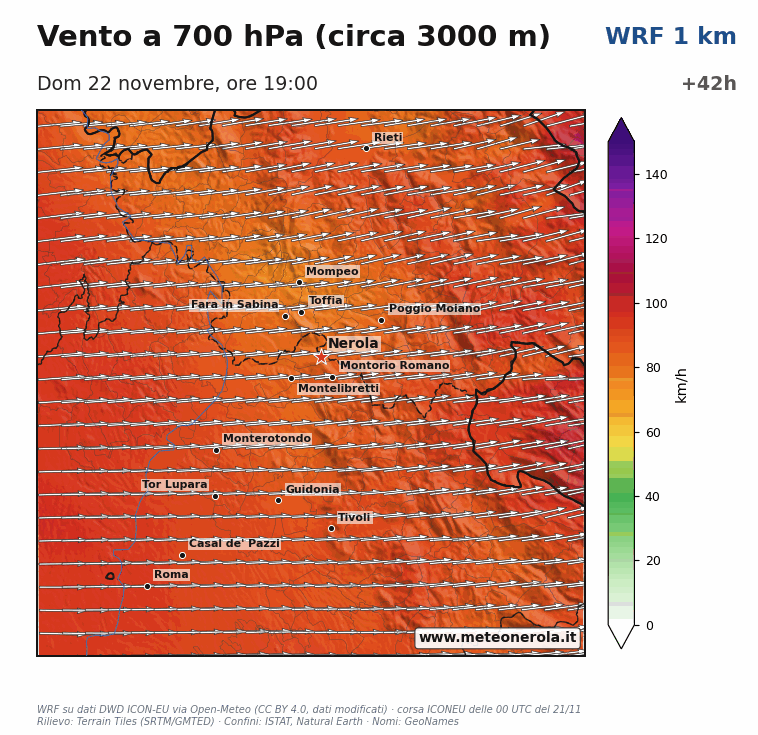 Vento a 700 hPa (circa 3000 m)
WRF 1 km
Dom 22 novembre, ore 19:00
+42h
Rieti
Mompeo
Fara in Sabina
Toffia
Poggio Moiano
Nerola
Montorio Romano
Montelibretti
Monterotondo
Tor Lupara
Guidonia
Tivoli
Casal de' Pazzi
Roma
www.meteonerola.it
140
120
100
80
60
40
20
0
km/h
WRF su dati DWD ICON-EU via Open-Meteo (CC BY 4.0, dati modificati) · corsa ICONEU delle 00 UTC del 21/11
Rilievo: Terrain Tiles (SRTM/GMTED) · Confini: ISTAT, Natural Earth · Nomi: GeoNames